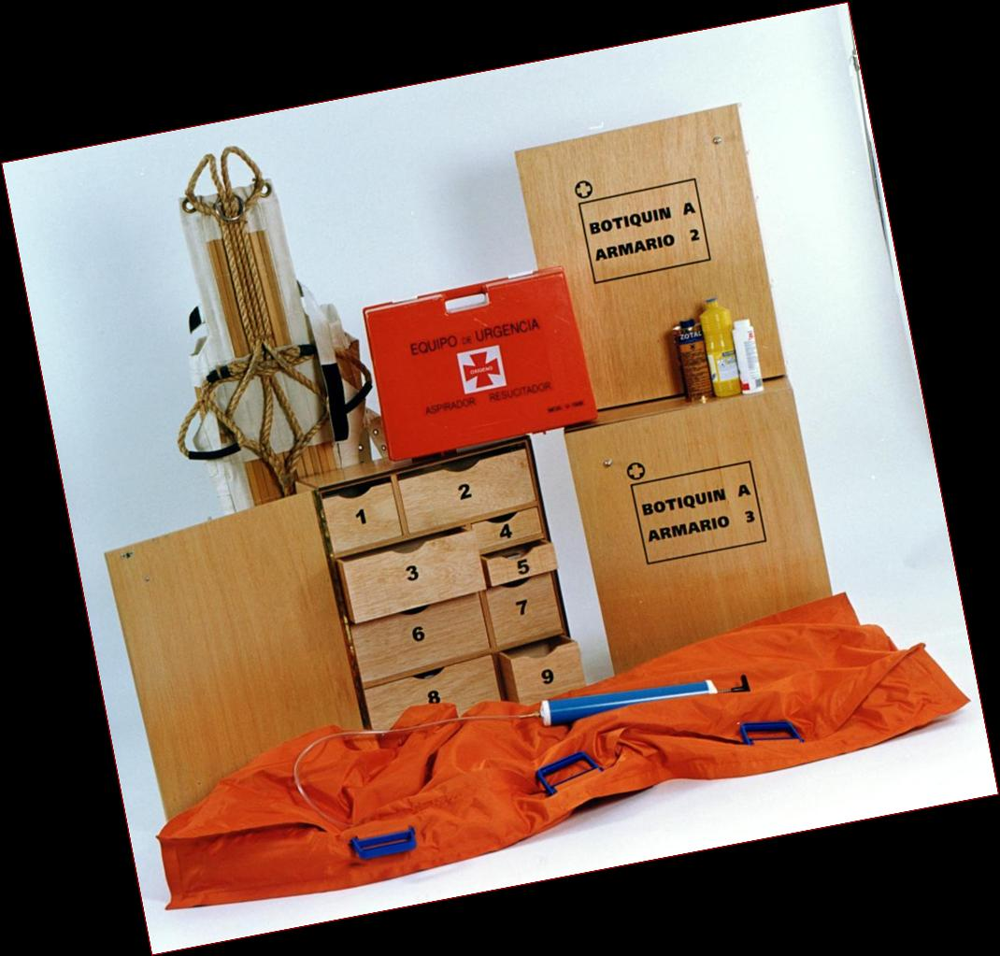 BOTIQUIN A
ARMARIO 2
ZOTAL
EQUIPO DE URGENCIA
OXIGENO
ASPIRADOR RESUCITADOR
BOTIQUIN A
ARMARIO 3
1
2
3
4
5
6
7
8
9